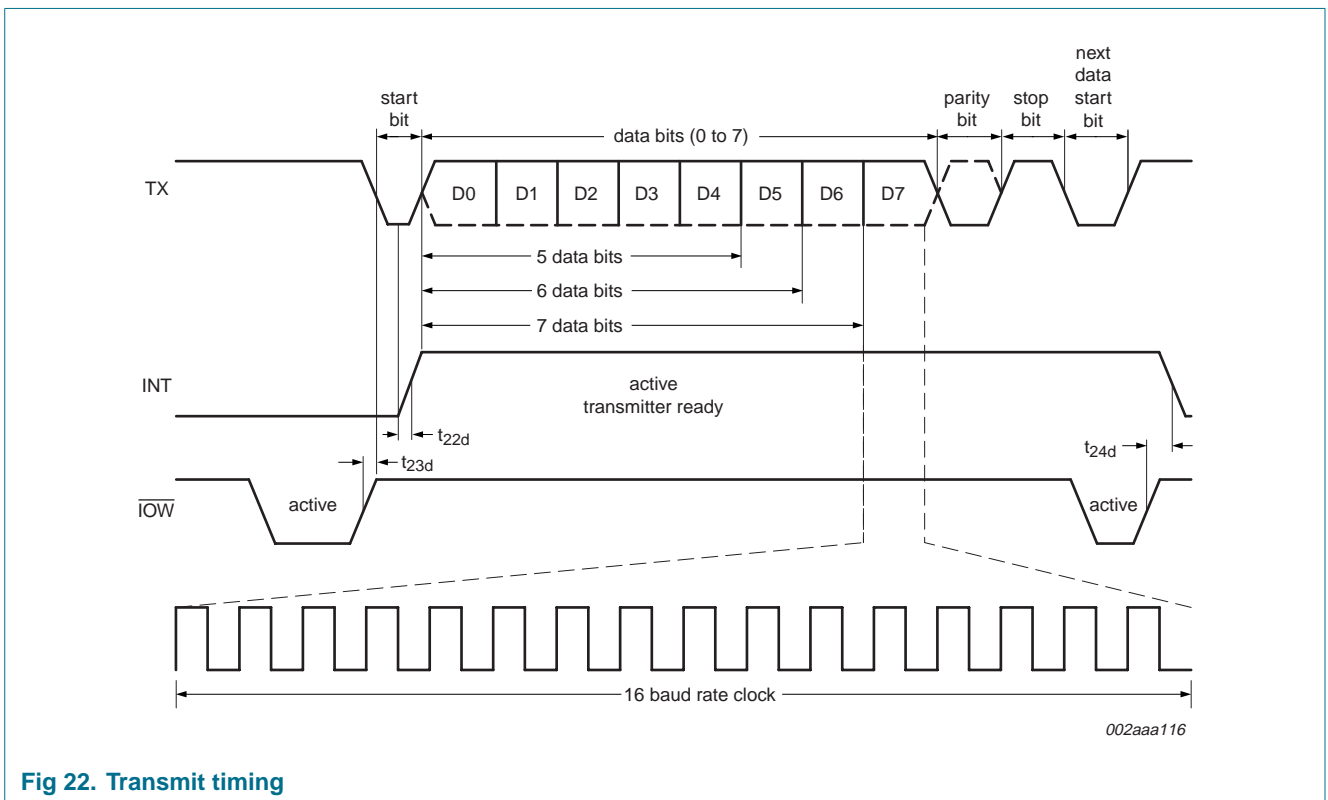 start bit
data bits (0 to 7)
parity bit
stop bit
next data start bit
TX
D0 D1 D2 D3 D4 D5 D6 D7
5 data bits
6 data bits
7 data bits
INT
active
transmitter ready
t22d
t23d
t24d
IOW
active
active
16 baud rate clock
002aaa116
Fig 22. Transmit timing